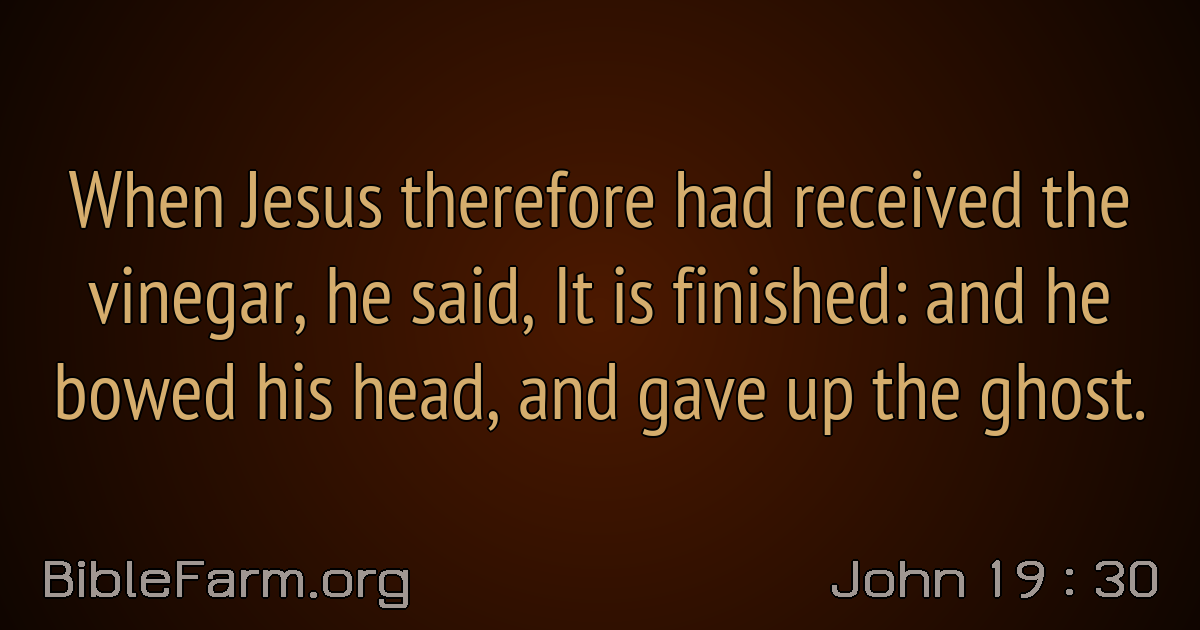 When Jesus therefore had received the
vinegar, he said, It is finished: and he
bowed his head, and gave up the ghost.
BibleFarm.org
John 19 : 30